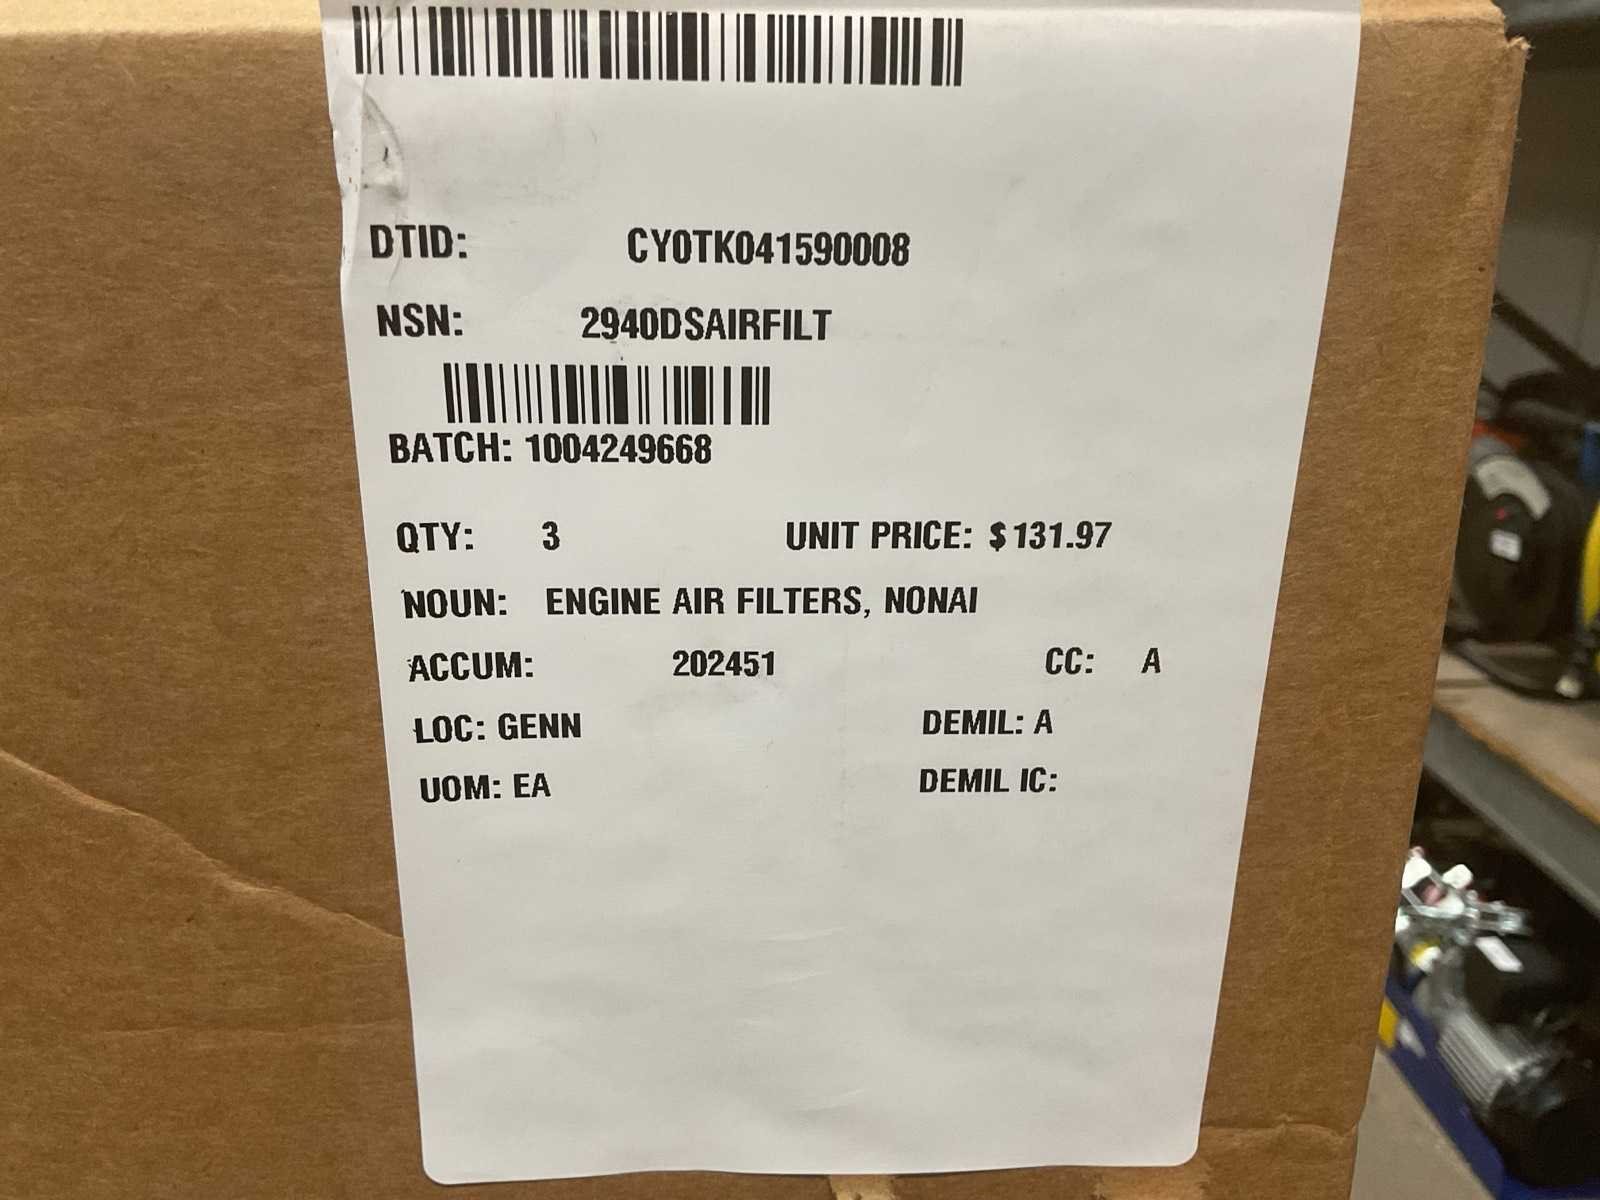 DTID: CY0TK041590008
NSN: 2940DSAIRFILT
BATCH: 1004249668
QTY: 3 UNIT PRICE: $131.97
NOUN: ENGINE AIR FILTERS, NONAI
ACCUM: 202451 CC: A
LOC: GENN DEMIL: A
UOM: EA DEMIL IC: